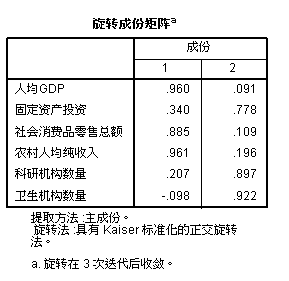 旋转成份矩阵a
成份
1 2
人均GDP .960 .091
固定资产投资 .340 .778
社会消费品零售总额 .885 .109
农村人均纯收入 .961 .196
科研机构数量 .207 .897
卫生机构数量 -.098 .922
提取方法 :主成份。
旋转法 :具有 Kaiser 标准化的正交旋转
法。
a. 旋转在 3 次迭代后收敛。